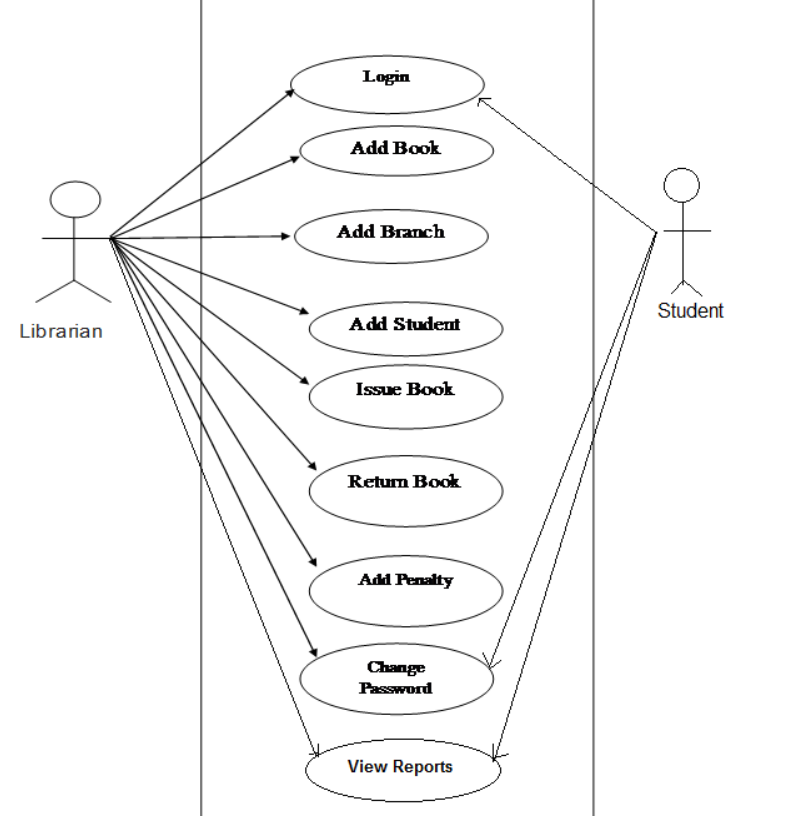 Login
Add Book
Add Branch
Add Student
Issue Book
Return Book
Add Penalty
Change
Password
View Reports
Librarian
Student